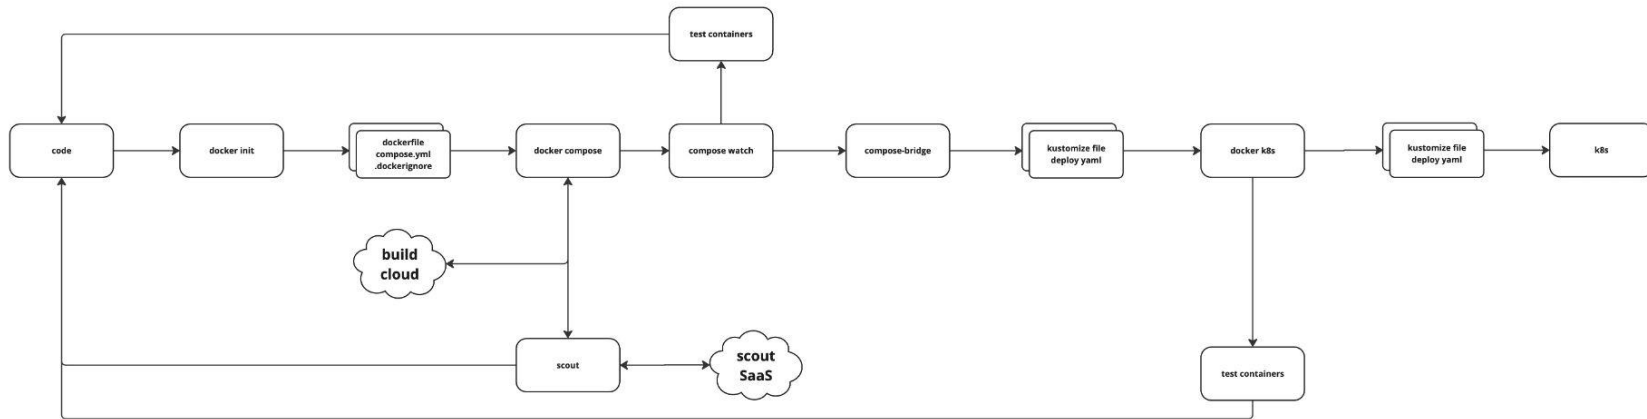 test containers
code
docker init
dockerfile
compose.yml
.dockerignore
docker compose
compose watch
compose-bridge
kustomize file
deploy yaml
docker k8s
kustomize file
deploy yaml
k8s
build
cloud
scout
scout
SaaS
test containers